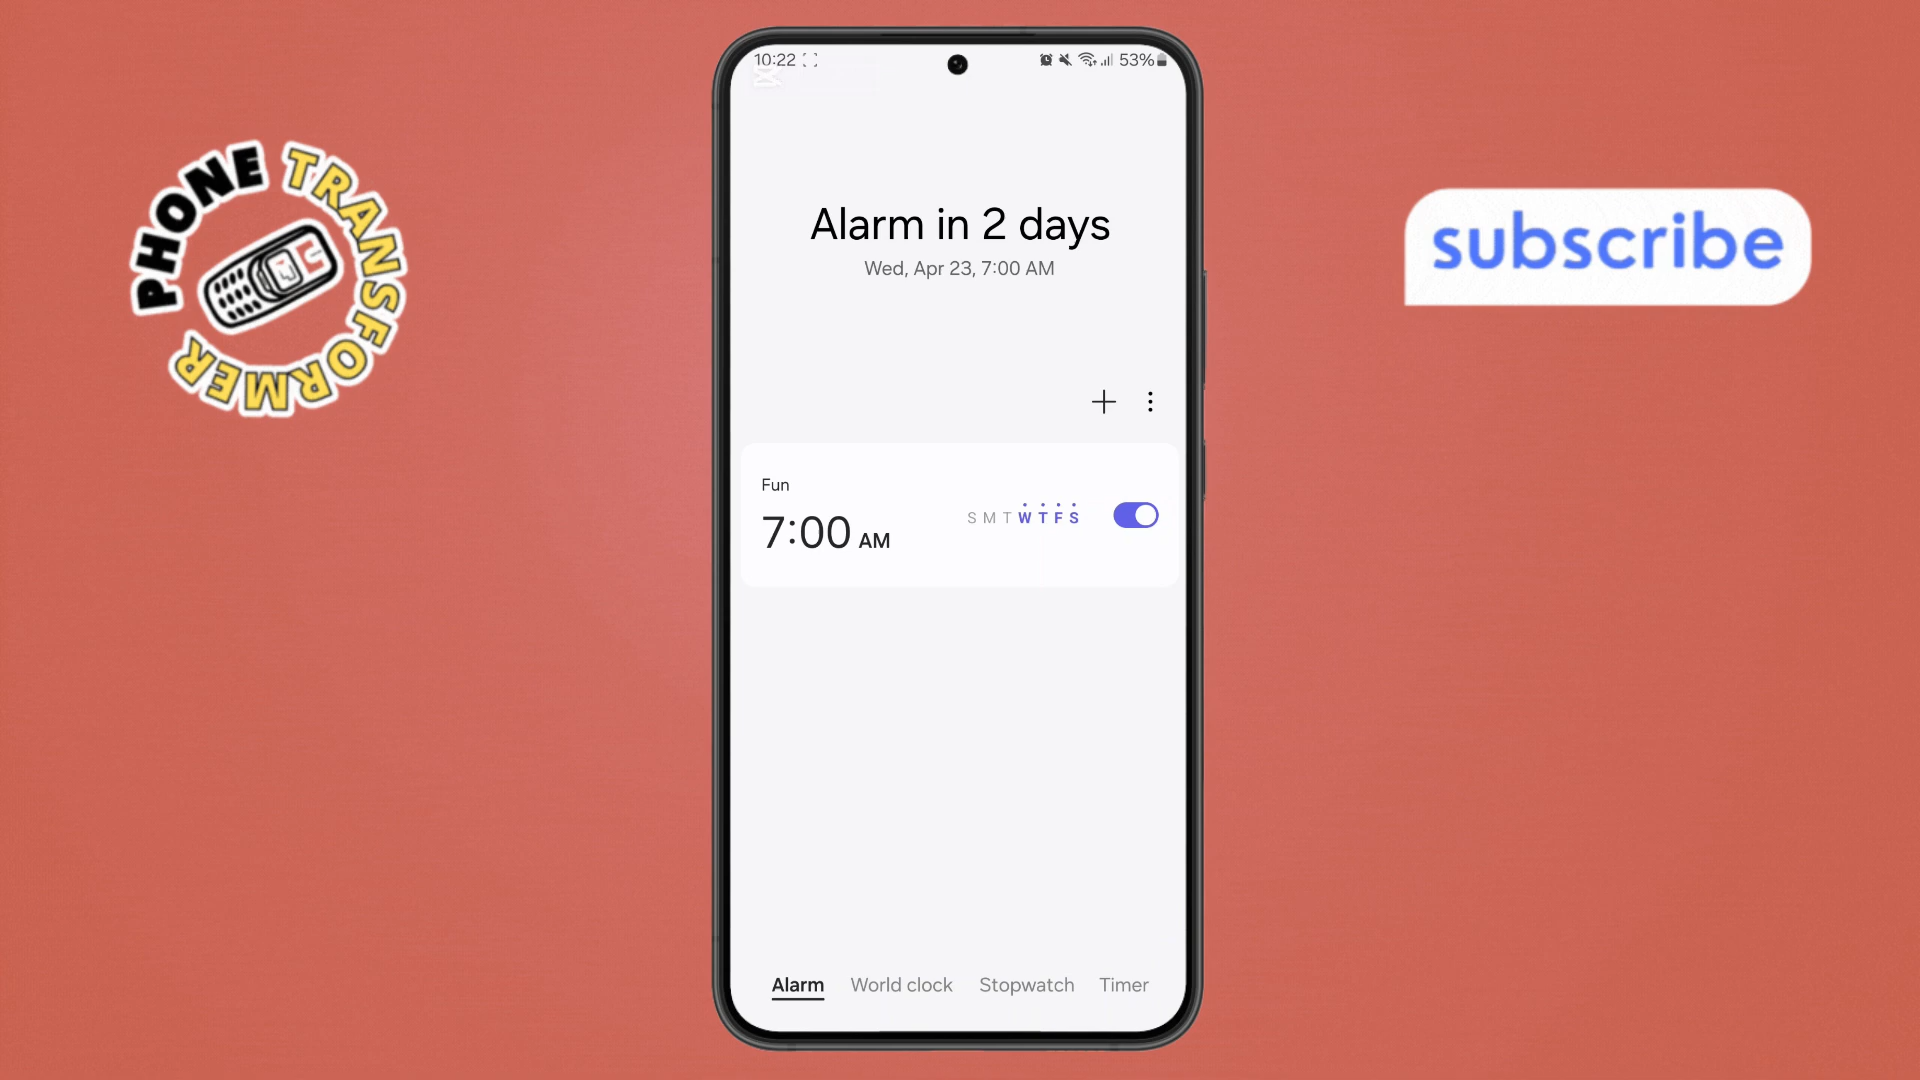 PHONE TRANSFORMER
subscribe
10:22
53%
Alarm in 2 days
Wed, Apr 23, 7:00 AM
Fun
7:00 AM
S M T W T F S
Alarm World clock Stopwatch Timer